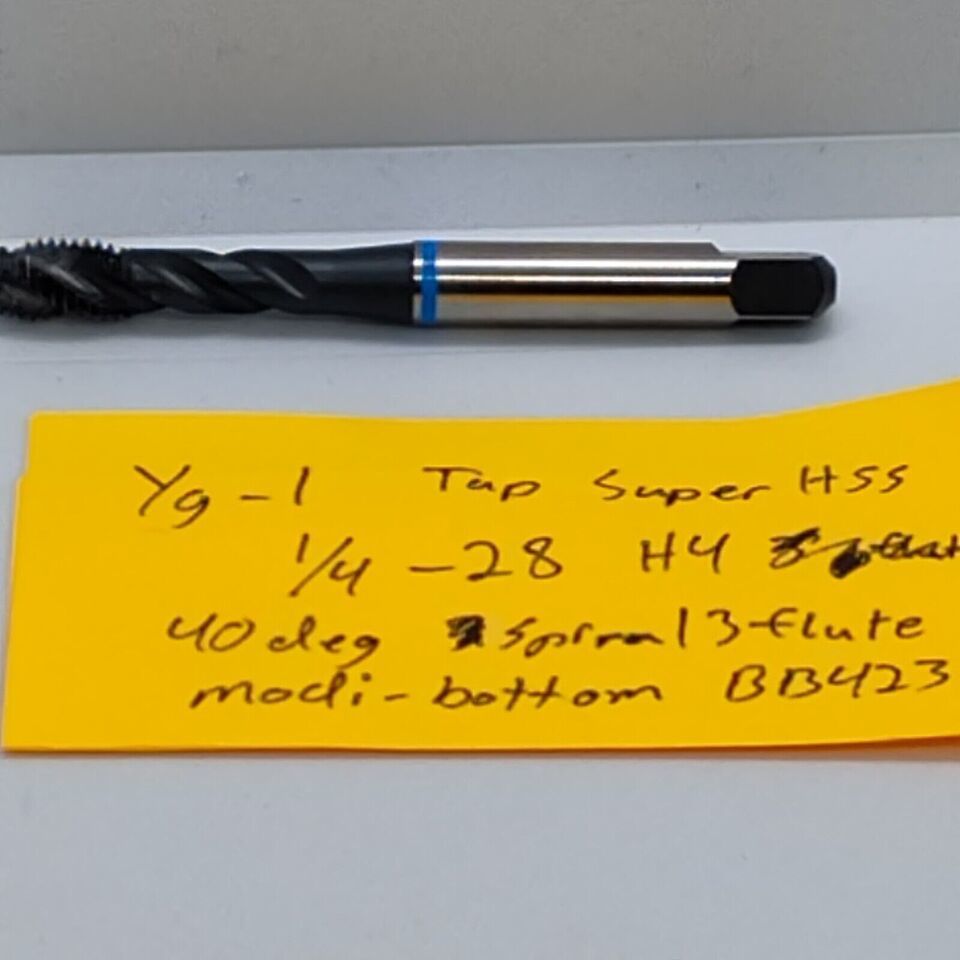 Yg-1 Tap Super HSS
1/4-28 H4
40 deg Spiral 3-flute
modi-bottom BB423